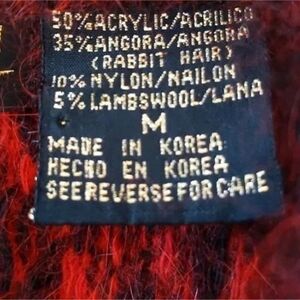 50% ACRYLIC/ACRILICO
35% ANGORA/ANGORA
(RABBIT HAIR)
10% NYLON/NAILON
5% LAMBSWOOL/LANA
M
MADE IN KOREA
HECHO EN KOREA
SEE REVERSE FOR CARE